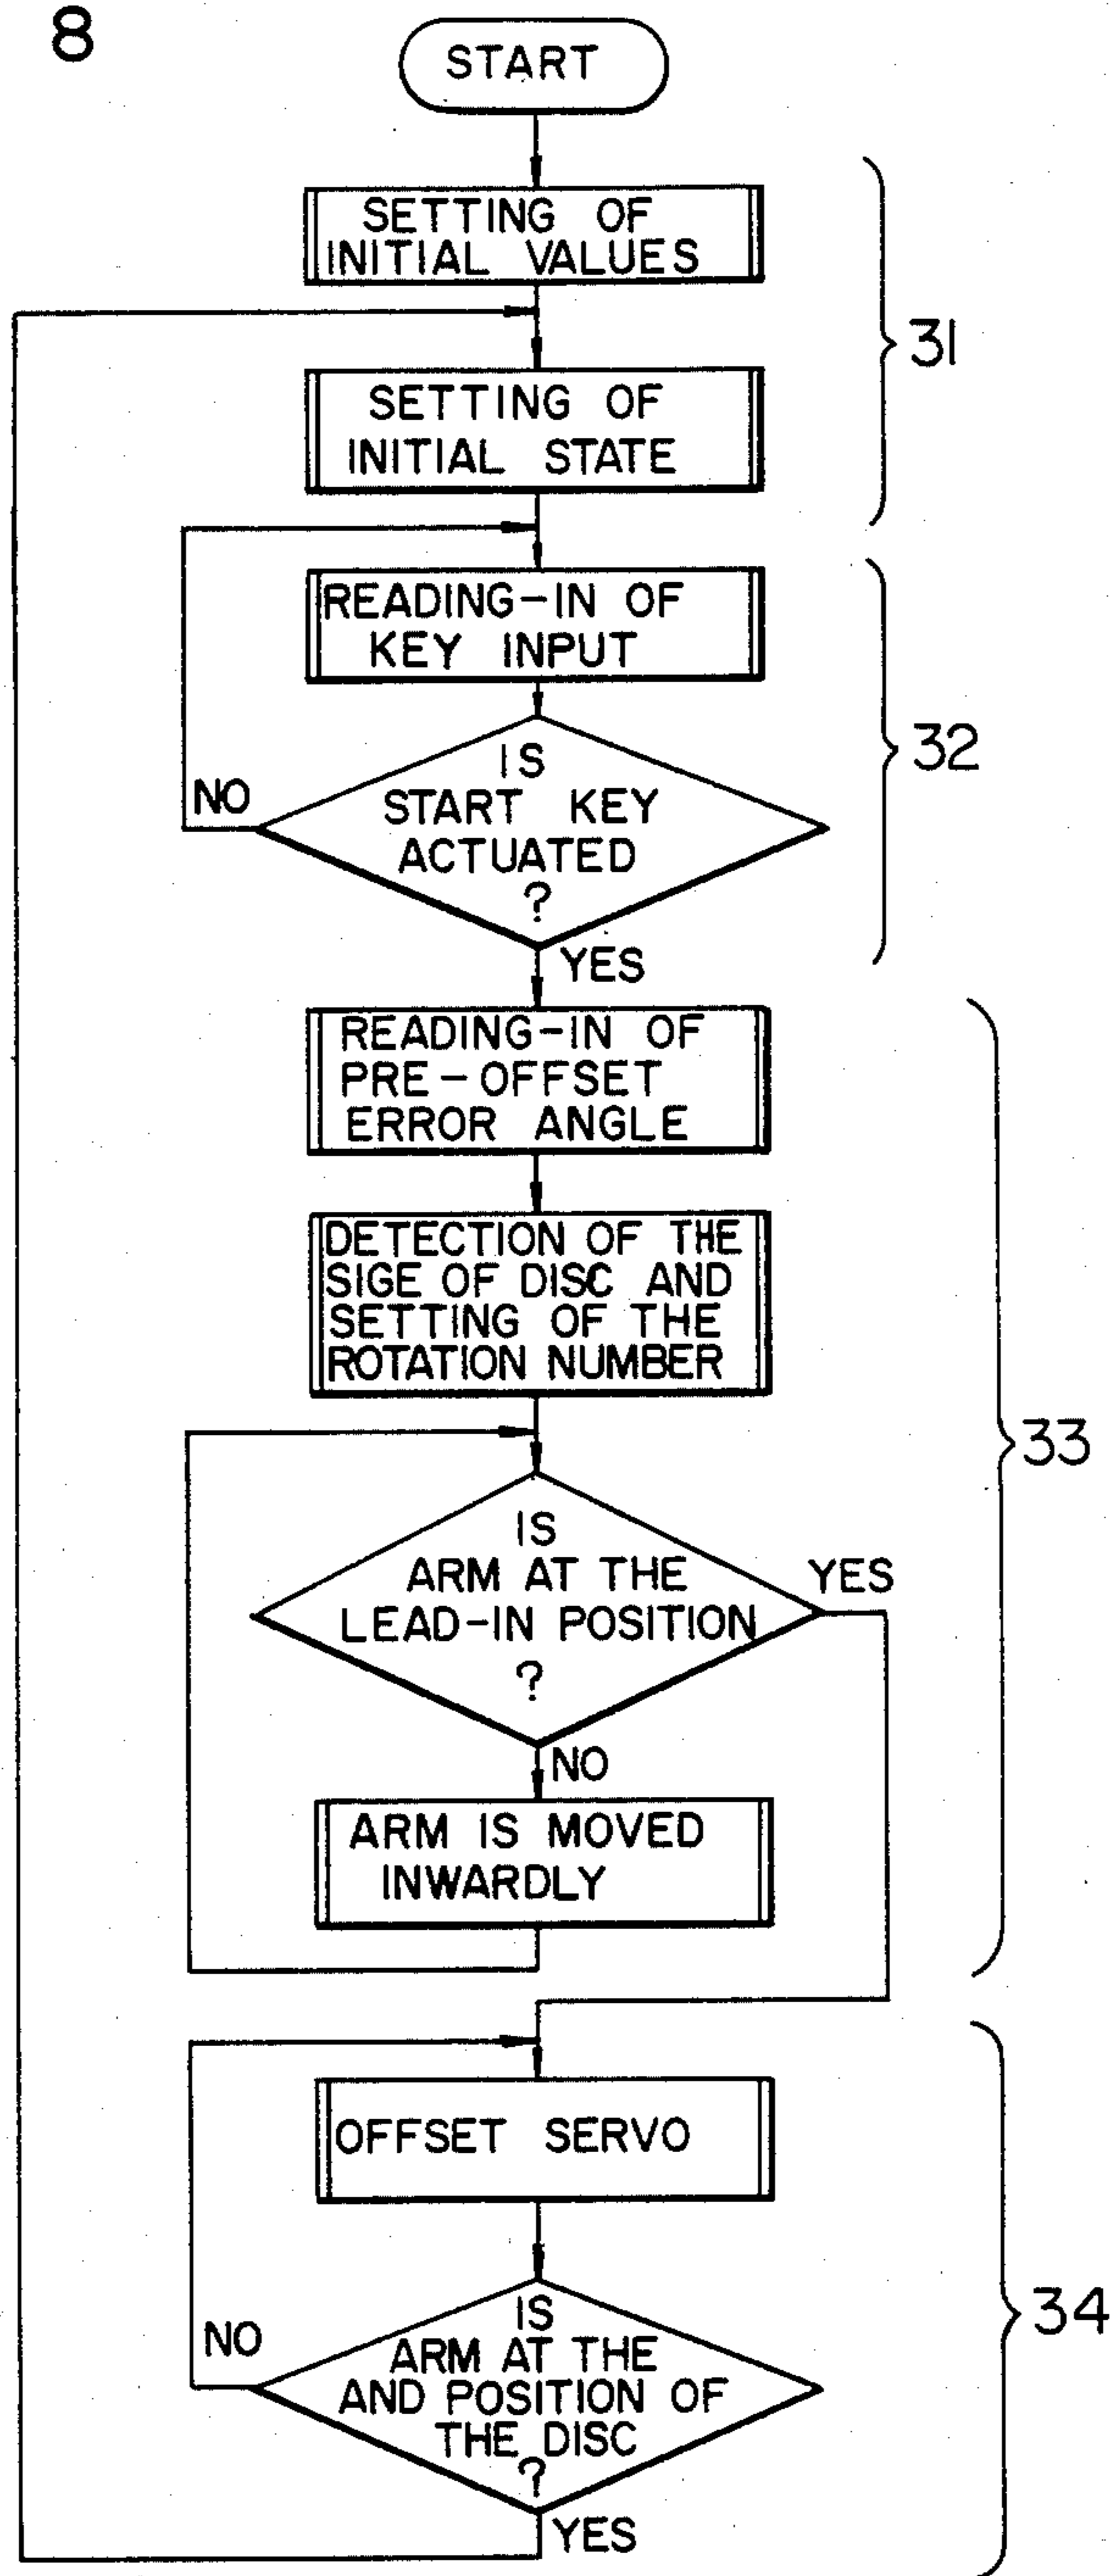 8
START
SETTING OF
INITIAL VALUES
31
SETTING OF
INITIAL STATE
READING-IN OF
KEY INPUT
32
IS
START KEY
ACTUATED
?
NO
YES
READING-IN OF
PRE-OFFSET
ERROR ANGLE
DETECTION OF THE
SIGE OF DISC AND
SETTING OF THE
ROTATION NUMBER
33
IS
ARM AT THE
LEAD-IN POSITION
?
YES
NO
ARM IS MOVED
INWARDLY
OFFSET SERVO
34
IS
ARM AT THE
AND POSITION OF
THE DISC
?
NO
YES